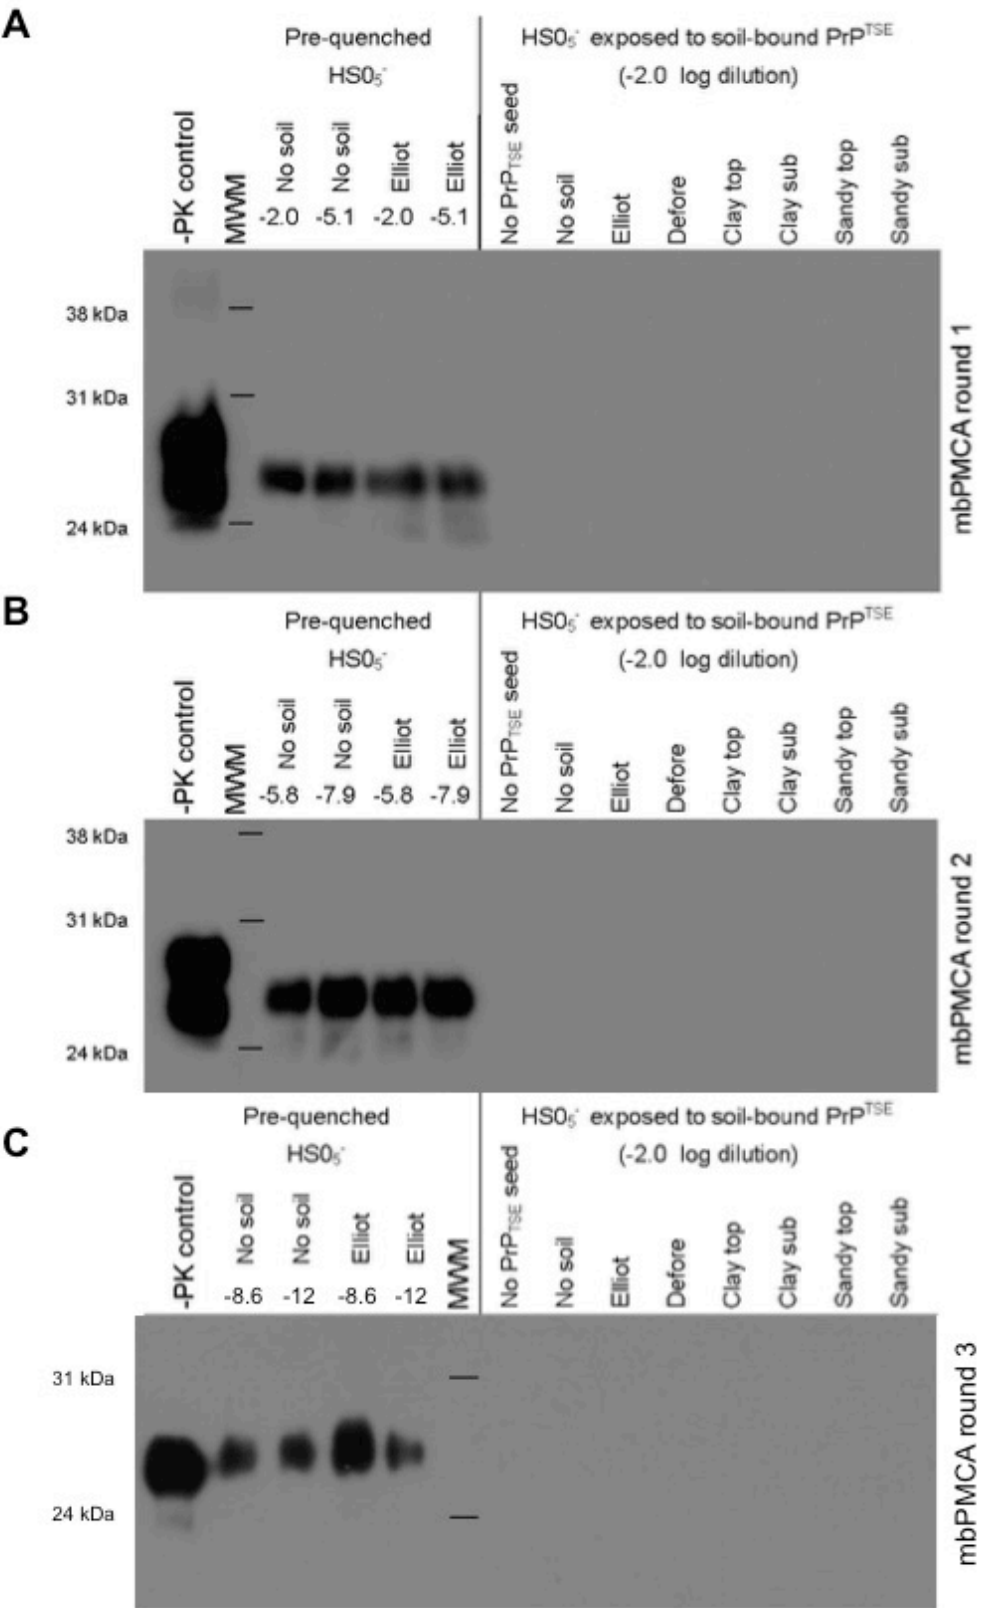 A
Pre-quenched
HS0₅⁻
HS0₅⁻ exposed to soil-bound PrPᵀˢᴱ
(-2.0 log dilution)
-PK control
MWM
No soil
No soil
Elliot
Elliot
-2.0 -5.1 -2.0 -5.1
No PrP_TSE seed
No soil
Elliot
Defore
Clay top
Clay sub
Sandy top
Sandy sub
38 kDa
31 kDa
24 kDa
mbPMCA round 1
B
Pre-quenched
HS0₅⁻
HS0₅⁻ exposed to soil-bound PrPᵀˢᴱ
(-2.0 log dilution)
-PK control
MWM
No soil
No soil
Elliot
Elliot
-5.8 -7.9 -5.8 -7.9
No PrP_TSE seed
No soil
Elliot
Defore
Clay top
Clay sub
Sandy top
Sandy sub
38 kDa
31 kDa
24 kDa
mbPMCA round 2
C
Pre-quenched
HS0₅⁻
HS0₅⁻ exposed to soil-bound PrPᵀˢᴱ
(-2.0 log dilution)
-PK control
No soil
No soil
Elliot
Elliot
-8.6 -12 -8.6 -12
MWM
No PrP_TSE seed
No soil
Elliot
Defore
Clay top
Clay sub
Sandy top
Sandy sub
31 kDa
24 kDa
mbPMCA round 3